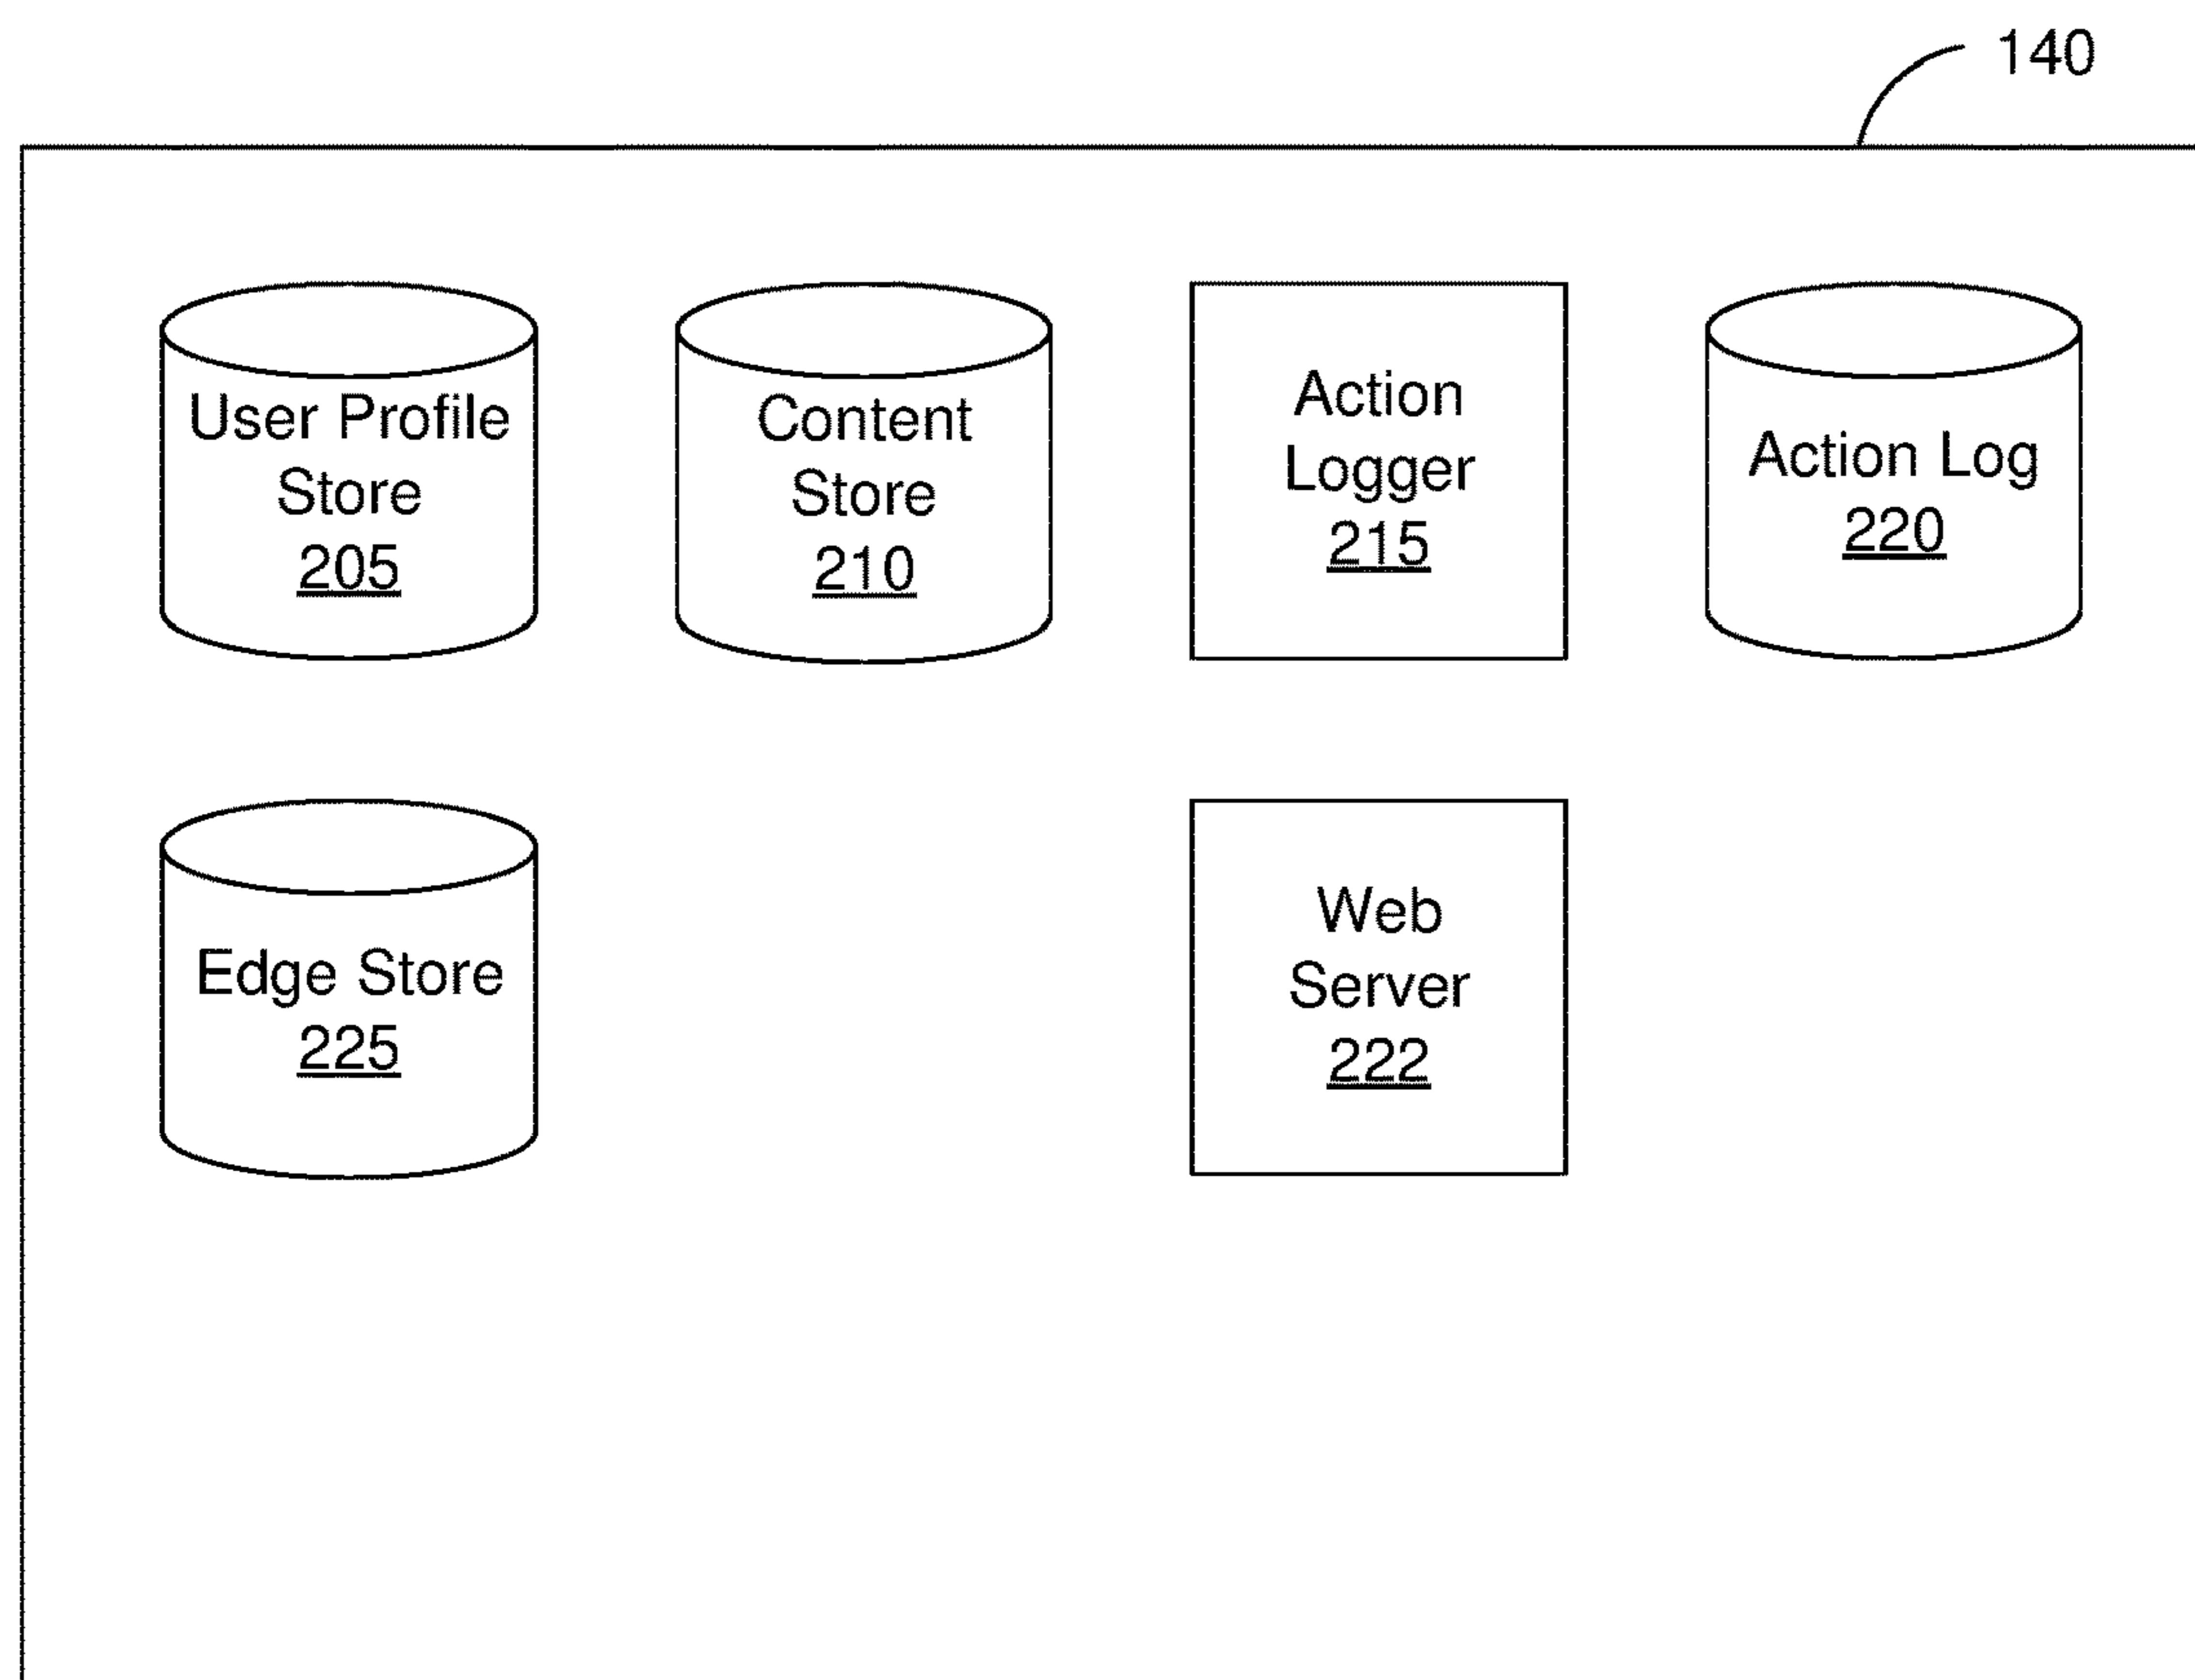 140
User Profile
Store
205
Content
Store
210
Action
Logger
215
Action Log
220
Edge Store
225
Web
Server
222